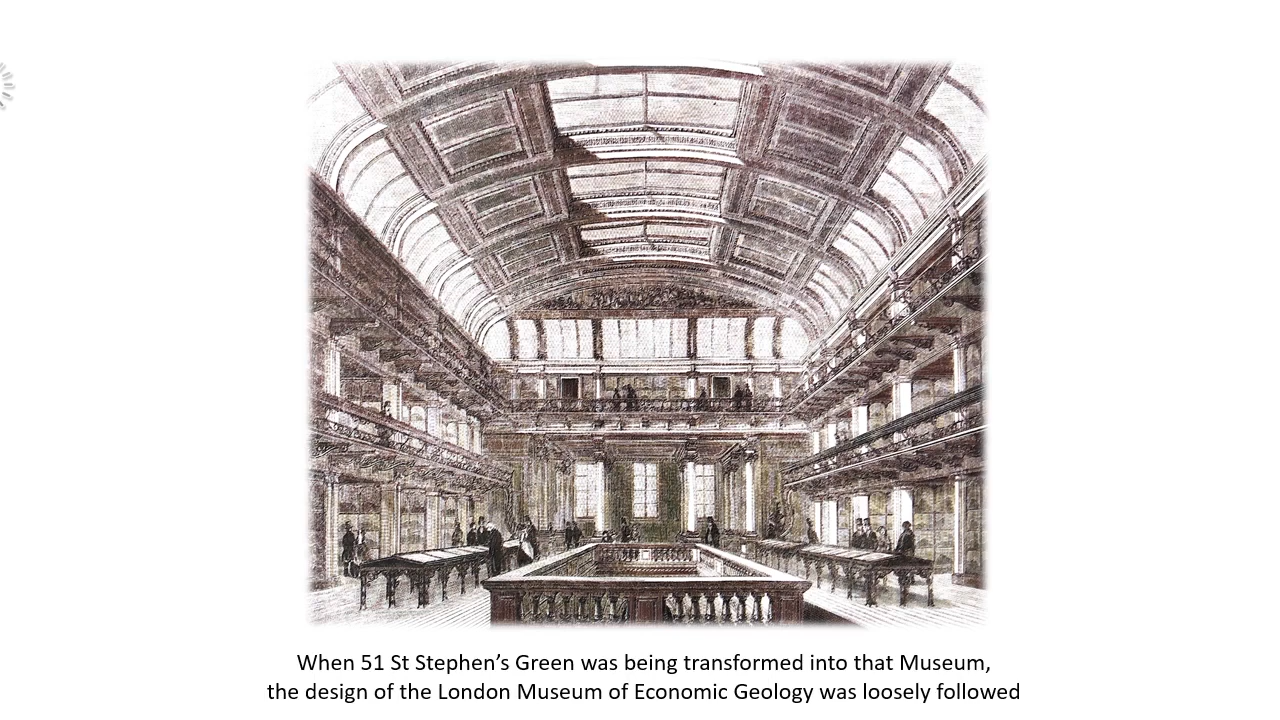 When 51 St Stephen’s Green was being transformed into that Museum,
the design of the London Museum of Economic Geology was loosely followed